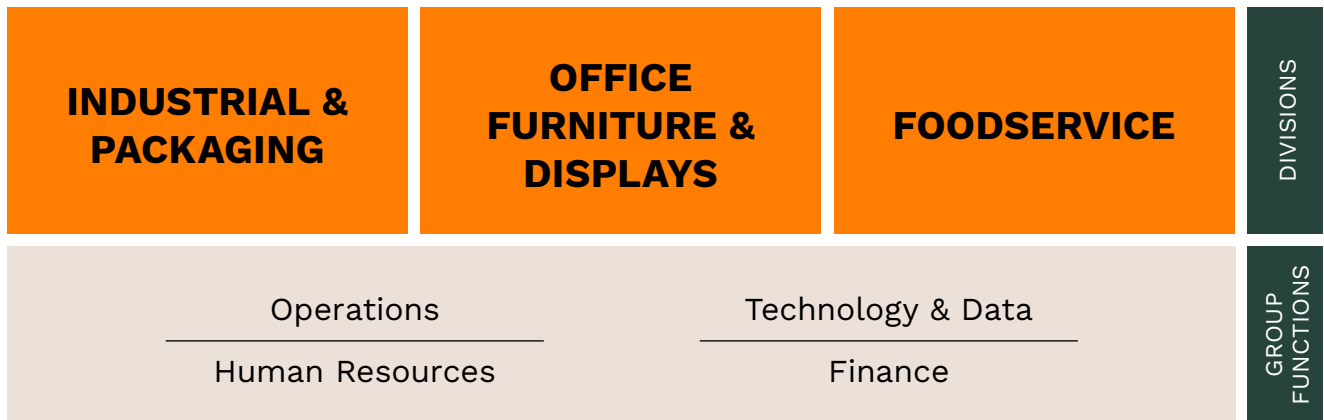 INDUSTRIAL &
PACKAGING
OFFICE
FURNITURE &
DISPLAYS
FOODSERVICE
DIVISIONS
Operations
Human Resources
Technology & Data
Finance
GROUP
FUNCTIONS